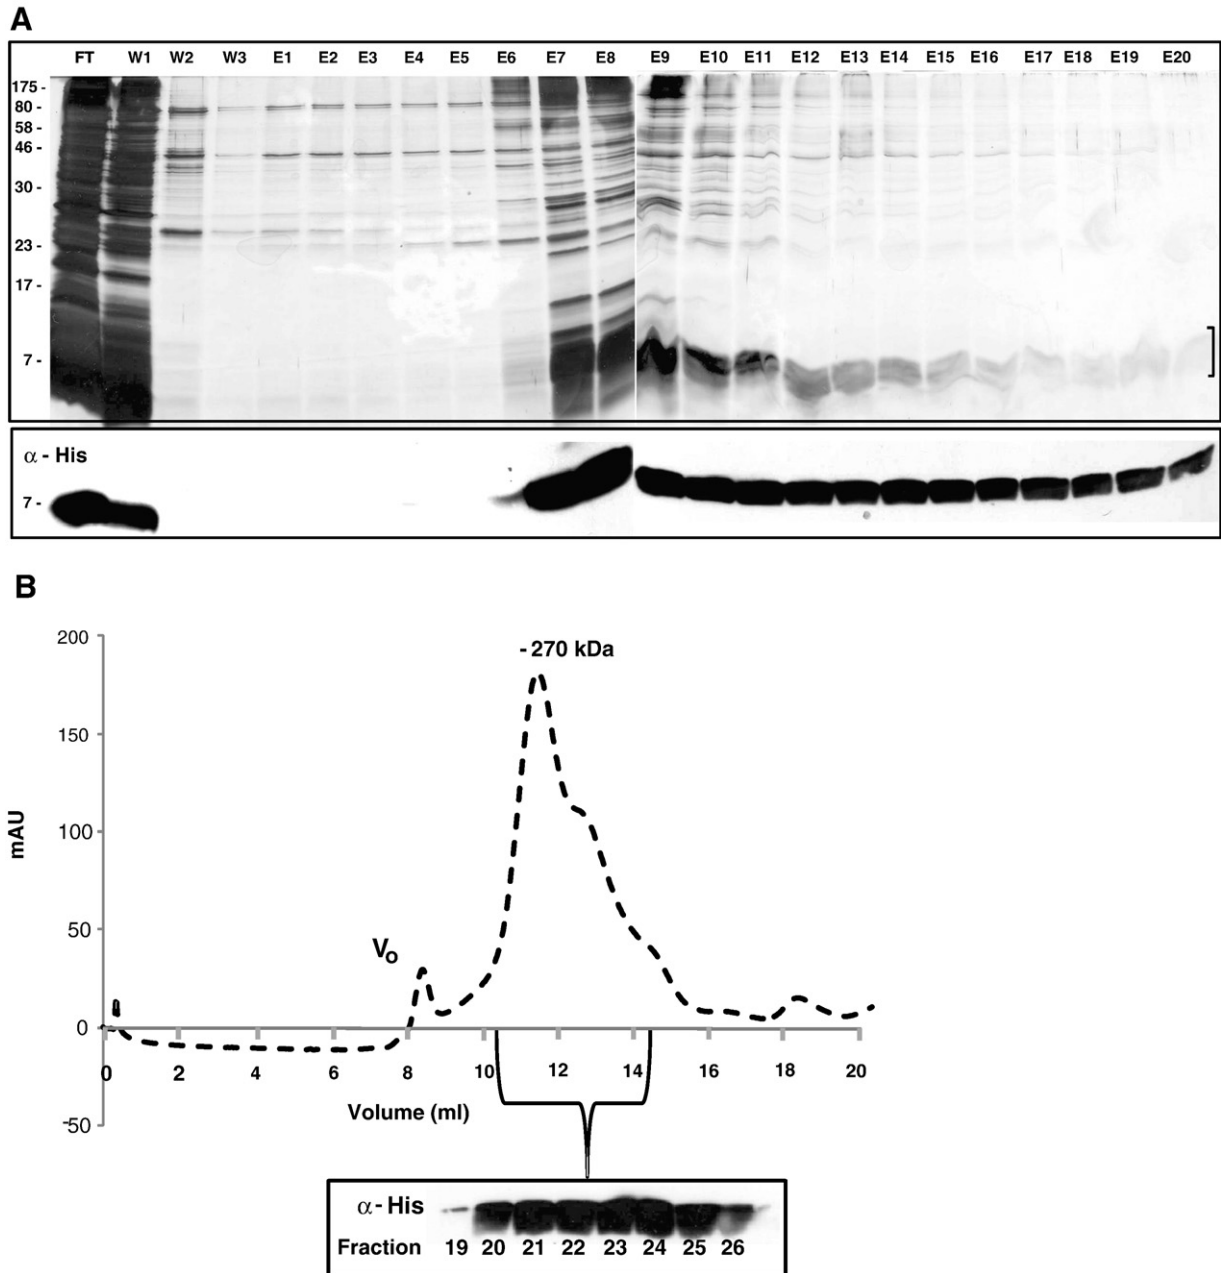 A
FT W1 W2 W3 E1 E2 E3 E4 E5 E6 E7 E8 E9 E10 E11 E12 E13 E14 E15 E16 E17 E18 E19 E20
175 -
80 -
58 -
46 -
30 -
23 -
17 -
7 -
α - His
7 -
B
- 270 kDa
200
150
100
50
0
-50
mAU
Vo
0 2 4 6 8 10 12 14 16 18 20
Volume (ml)
α - His
Fraction 19 20 21 22 23 24 25 26